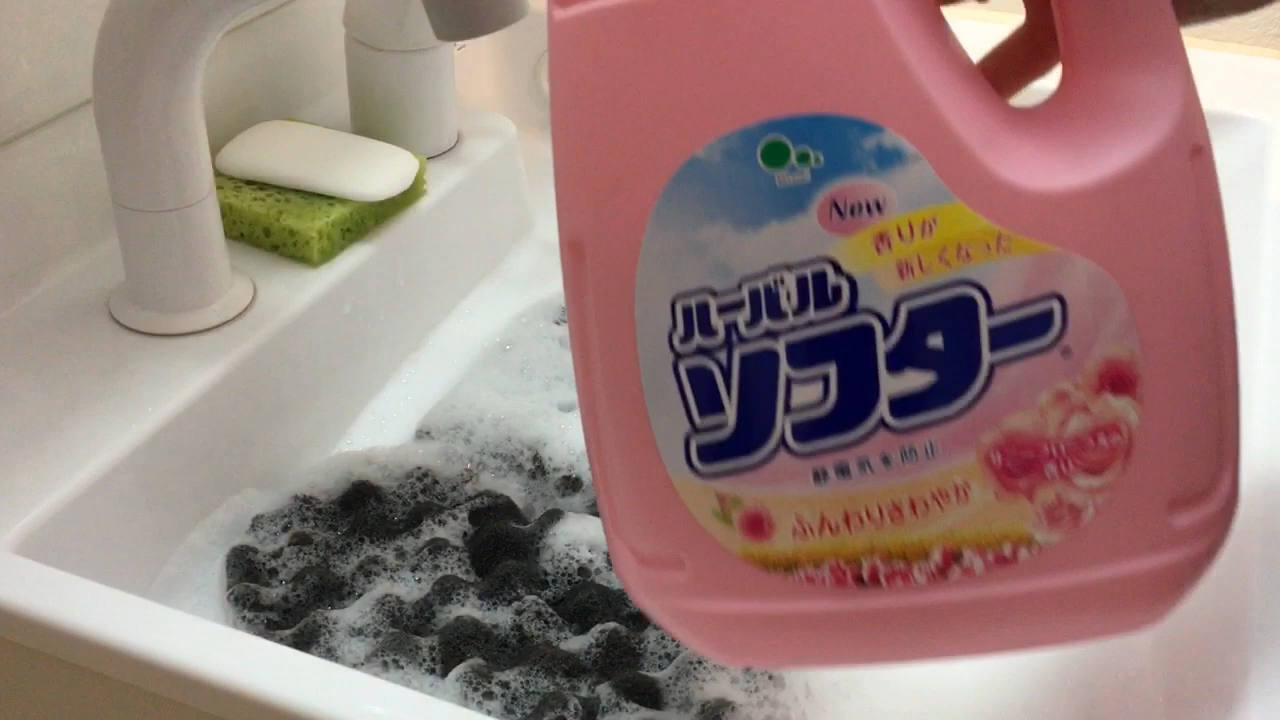 New
香りが
新しくなった
ハーバル
ソフター
静電気を防止
ふんわりさわやか